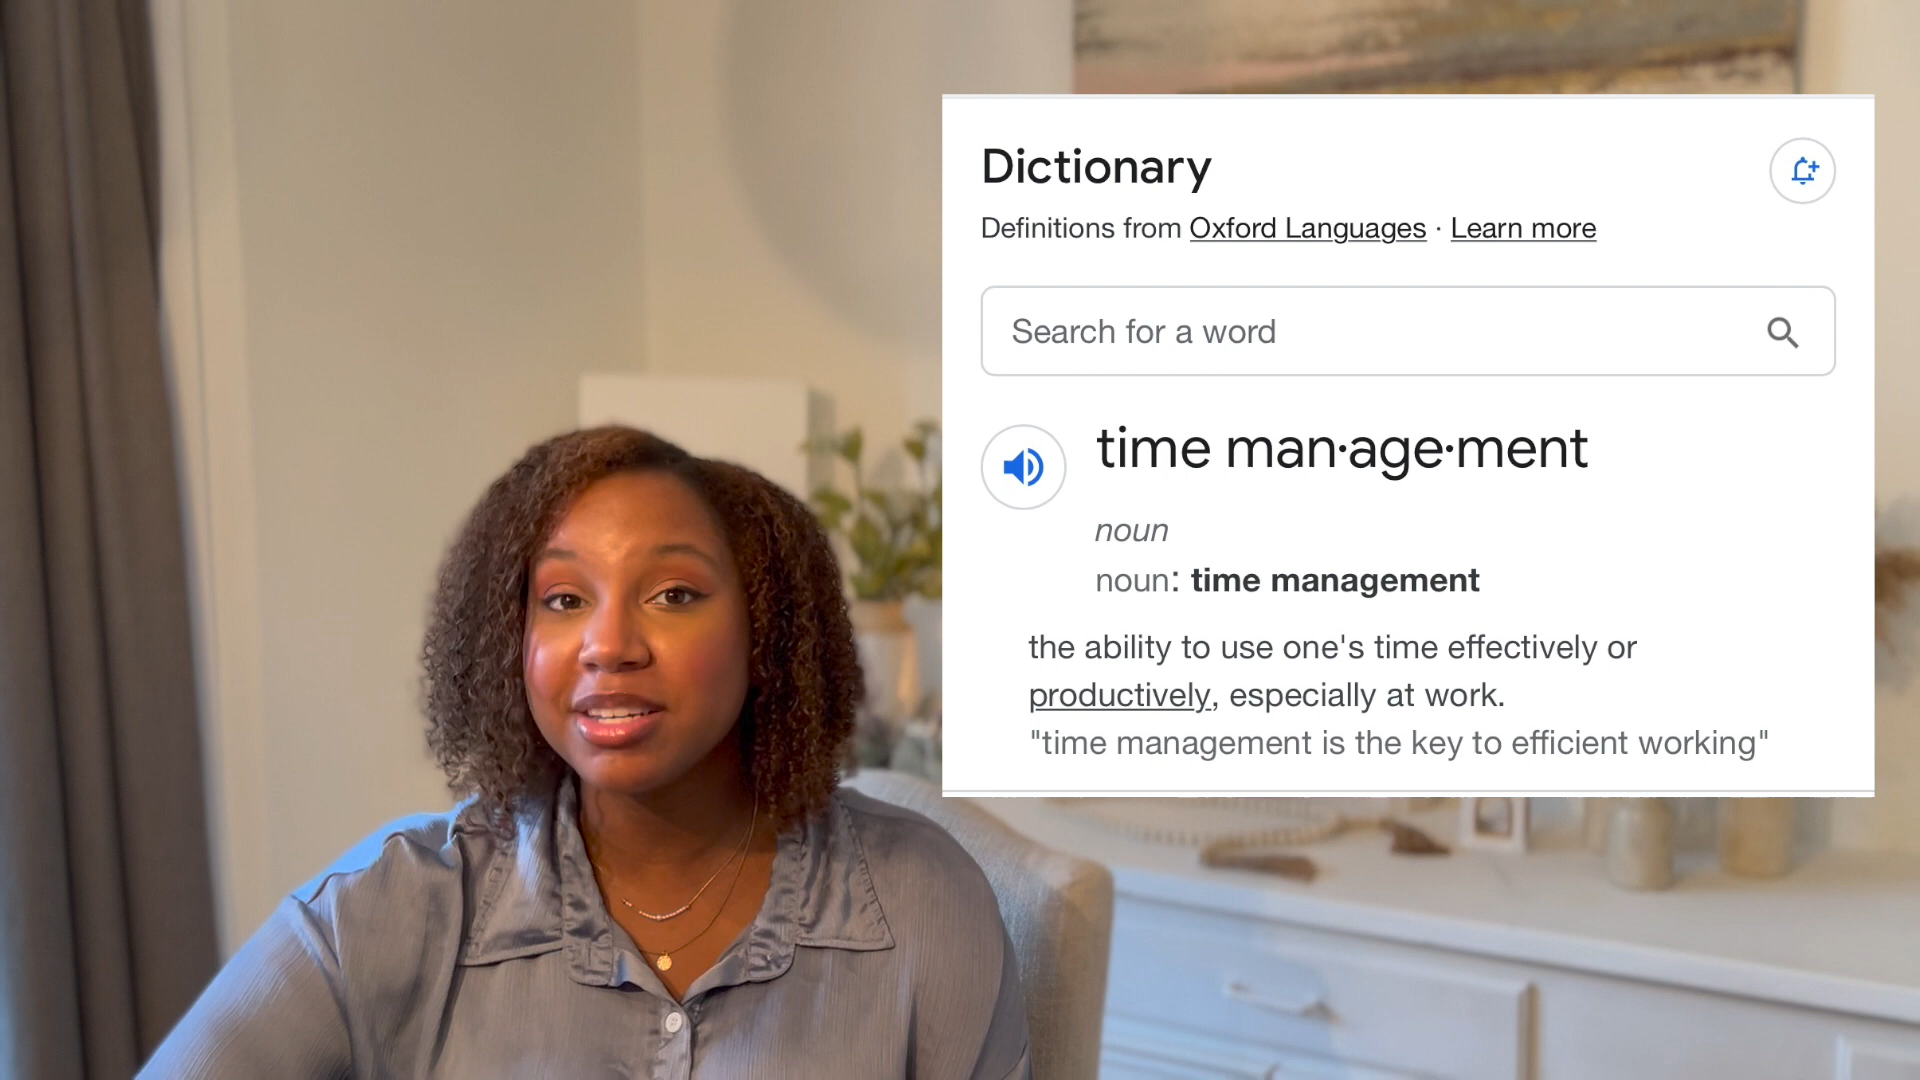 Dictionary
Definitions from Oxford Languages · Learn more
Search for a word
time man·age·ment
noun
noun: time management
the ability to use one's time effectively or
productively, especially at work.
"time management is the key to efficient working"